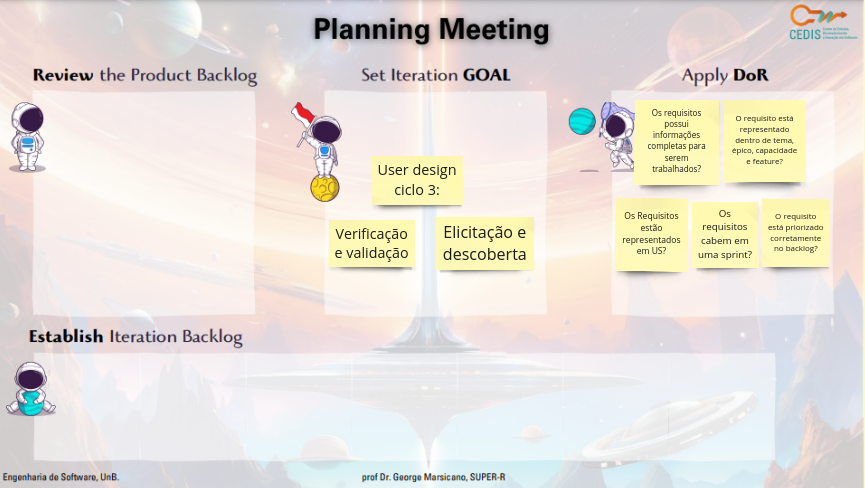 Planning Meeting
CEDIS
Review the Product Backlog
Set Iteration GOAL
Apply DoR
User design
ciclo 3:
Verificação
e validação
Elicitação e
descoberta
Os requisitos
possui
informações
completas para
serem
trabalhados?
O requisito está
representado
dentro de tema,
épico, capacidade
e feature?
Os Requisitos
estão
representados
em US?
Os
requisitos
cabem em
uma sprint?
O requisito
está priorizado
corretamente
no backlog?
Establish Iteration Backlog
Engenharia de Software, UnB.
prof Dr. George Marsicano, SUPER-R